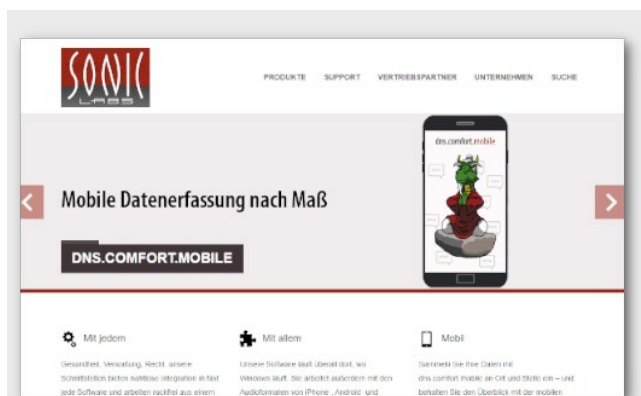 SONIC
LABS
PRODUKTE SUPPORT VERTRIEBSPARTNER UNTERNEHMEN SUCHE
dns.comfort.mobile
Mobile Datenerfassung nach Maß
DNS.COMFORT.MOBILE
Mit jedem Mit allem Mobil
Gesundheit, Verwaltung, Recht, unsere
Schnittstellen bieten nahtlose Integration in fast
jede Software und arbeiten rückfrei aus einem
Unsere Software läuft überall dort, wo
Windows läuft. Sie arbeitet außerdem mit den
Audioformaten von iPhone, Android und
Sammeln Sie Ihre Daten mit
dns.comfort.mobile an Ort und Stelle ein – und
behalten Sie den Überblick mit der mobilen